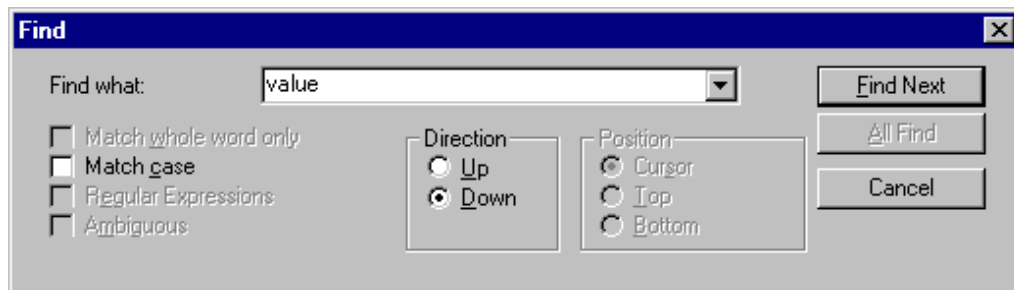 Find
Find what:
value
Find Next
Match whole word only
Match case
Regular Expressions
Ambiguous
Direction
Up
Down
Position
Cursor
Top
Bottom
All Find
Cancel